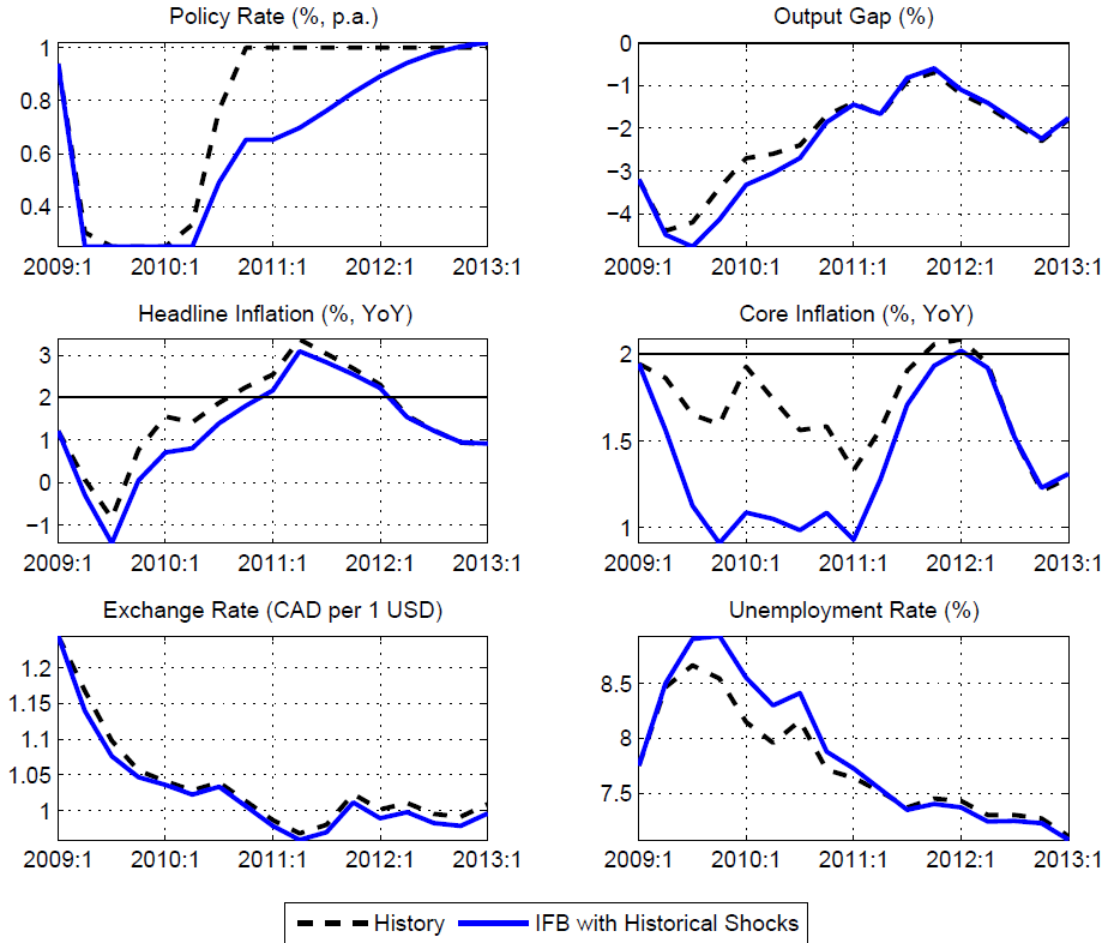 Policy Rate (%, p.a.)
1
0.8
0.6
0.4
2009:1 2010:1 2011:1 2012:1 2013:1
Output Gap (%)
0
−1
−2
−3
−4
2009:1 2010:1 2011:1 2012:1 2013:1
Headline Inflation (%, YoY)
3
2
1
0
−1
2009:1 2010:1 2011:1 2012:1 2013:1
Core Inflation (%, YoY)
2
1.5
1
2009:1 2010:1 2011:1 2012:1 2013:1
Exchange Rate (CAD per 1 USD)
1.2
1.15
1.1
1.05
1
2009:1 2010:1 2011:1 2012:1 2013:1
Unemployment Rate (%)
8.5
8
7.5
2009:1 2010:1 2011:1 2012:1 2013:1
History IFB with Historical Shocks